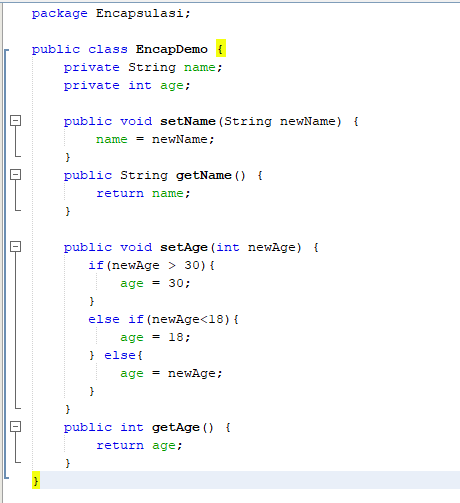 package Encapsulasi;
public class EncapDemo {
private String name;
private int age;
public void setName(String newName) {
name = newName;
}
public String getName() {
return name;
}
public void setAge(int newAge) {
if(newAge > 30){
age = 30;
}
else if(newAge<18){
age = 18;
} else{
age = newAge;
}
}
public int getAge() {
return age;
}
}